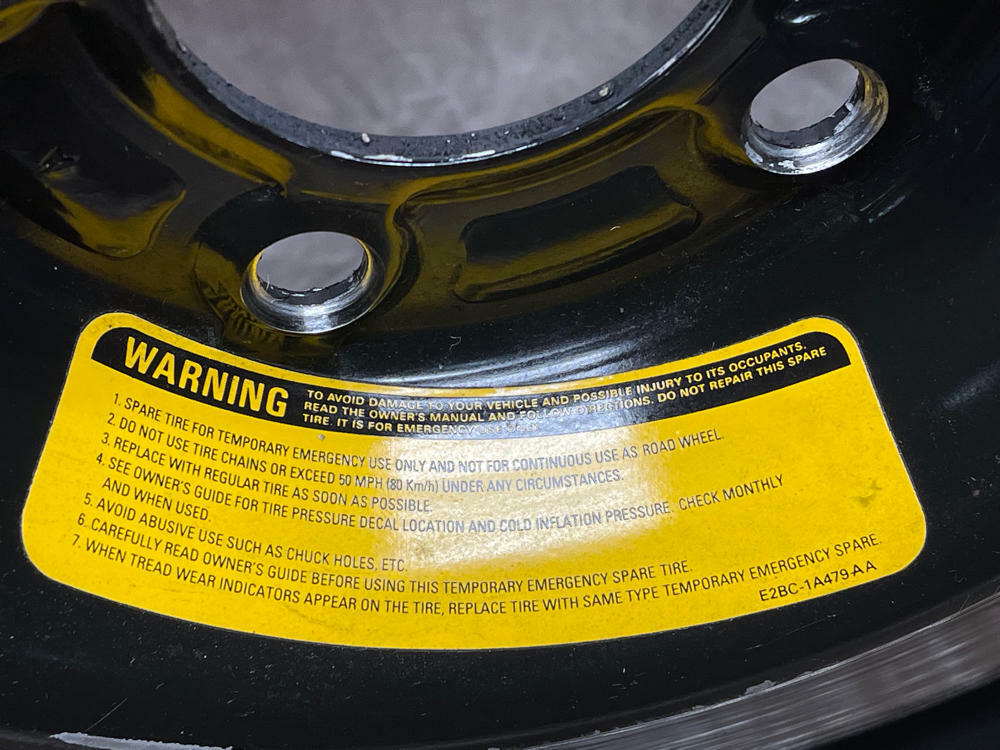 WARNING
TO AVOID DAMAGE TO YOUR VEHICLE AND POSSIBLE INJURY TO ITS OCCUPANTS,
READ THE OWNER'S MANUAL AND FOLLOW DIRECTIONS. DO NOT REPAIR THIS SPARE
TIRE. IT IS FOR EMERGENCY USE ONLY.
1. SPARE TIRE FOR TEMPORARY EMERGENCY USE ONLY AND NOT FOR CONTINUOUS USE AS ROAD WHEEL.
2. DO NOT USE TIRE CHAINS OR EXCEED 50 MPH (80 Km/h) UNDER ANY CIRCUMSTANCES.
3. REPLACE WITH REGULAR TIRE AS SOON AS POSSIBLE.
4. SEE OWNER'S GUIDE FOR TIRE PRESSURE DECAL LOCATION AND COLD INFLATION PRESSURE. CHECK MONTHLY
AND WHEN USED.
5. AVOID ABUSIVE USE SUCH AS CHUCK HOLES, ETC.
6. CAREFULLY READ OWNER'S GUIDE BEFORE USING THIS TEMPORARY EMERGENCY SPARE TIRE.
7. WHEN TREAD WEAR INDICATORS APPEAR ON THE TIRE, REPLACE TIRE WITH SAME TYPE TEMPORARY EMERGENCY SPARE.
E2BC-1A479-AA